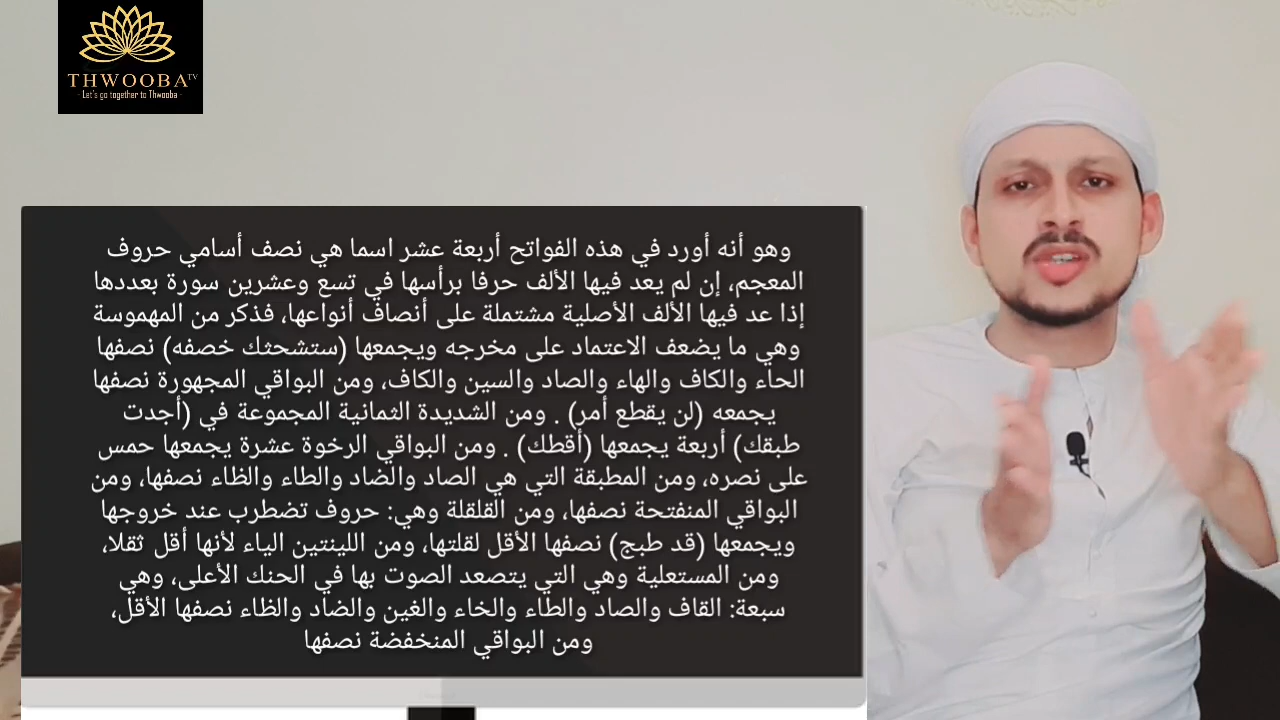 THWOOBA TV
- Let's go together to Thwooba -
وهو أنه أورد في هذه الفواتح أربعة عشر اسما هي نصف أسامي حروف
المعجم، إن لم يعد فيها الألف حرفا برأسها في تسع وعشرين سورة بعددها
إذا عد فيها الألف الأصلية مشتملة على أنصاف أنواعها، فذكر من المهموسة
وهي ما يضعف الاعتماد على مخرجه ويجمعها (ستشحثك خصفه) نصفها
الحاء والكاف والهاء والصاد والسين والكاف، ومن البواقي المجهورة نصفها
يجمعه (لن يقطع أمر) . ومن الشديدة الثمانية المجموعة في (أجدت
طبقك) أربعة يجمعها (أقطك) . ومن البواقي الرخوة عشرة يجمعها حمس
على نصره، ومن المطبقة التي هي الصاد والضاد والطاء والظاء نصفها، ومن
البواقي المنفتحة نصفها، ومن القلقلة وهي: حروف تضطرب عند خروجها
ويجمعها (قد طبج) نصفها الأقل لقلتها، ومن اللينتين الياء لأنها أقل ثقلا،
ومن المستعلية وهي التي يتصعد الصوت بها في الحنك الأعلى، وهي
سبعة: القاف والصاد والطاء والخاء والغين والضاد والظاء نصفها الأقل،
ومن البواقي المنخفضة نصفها